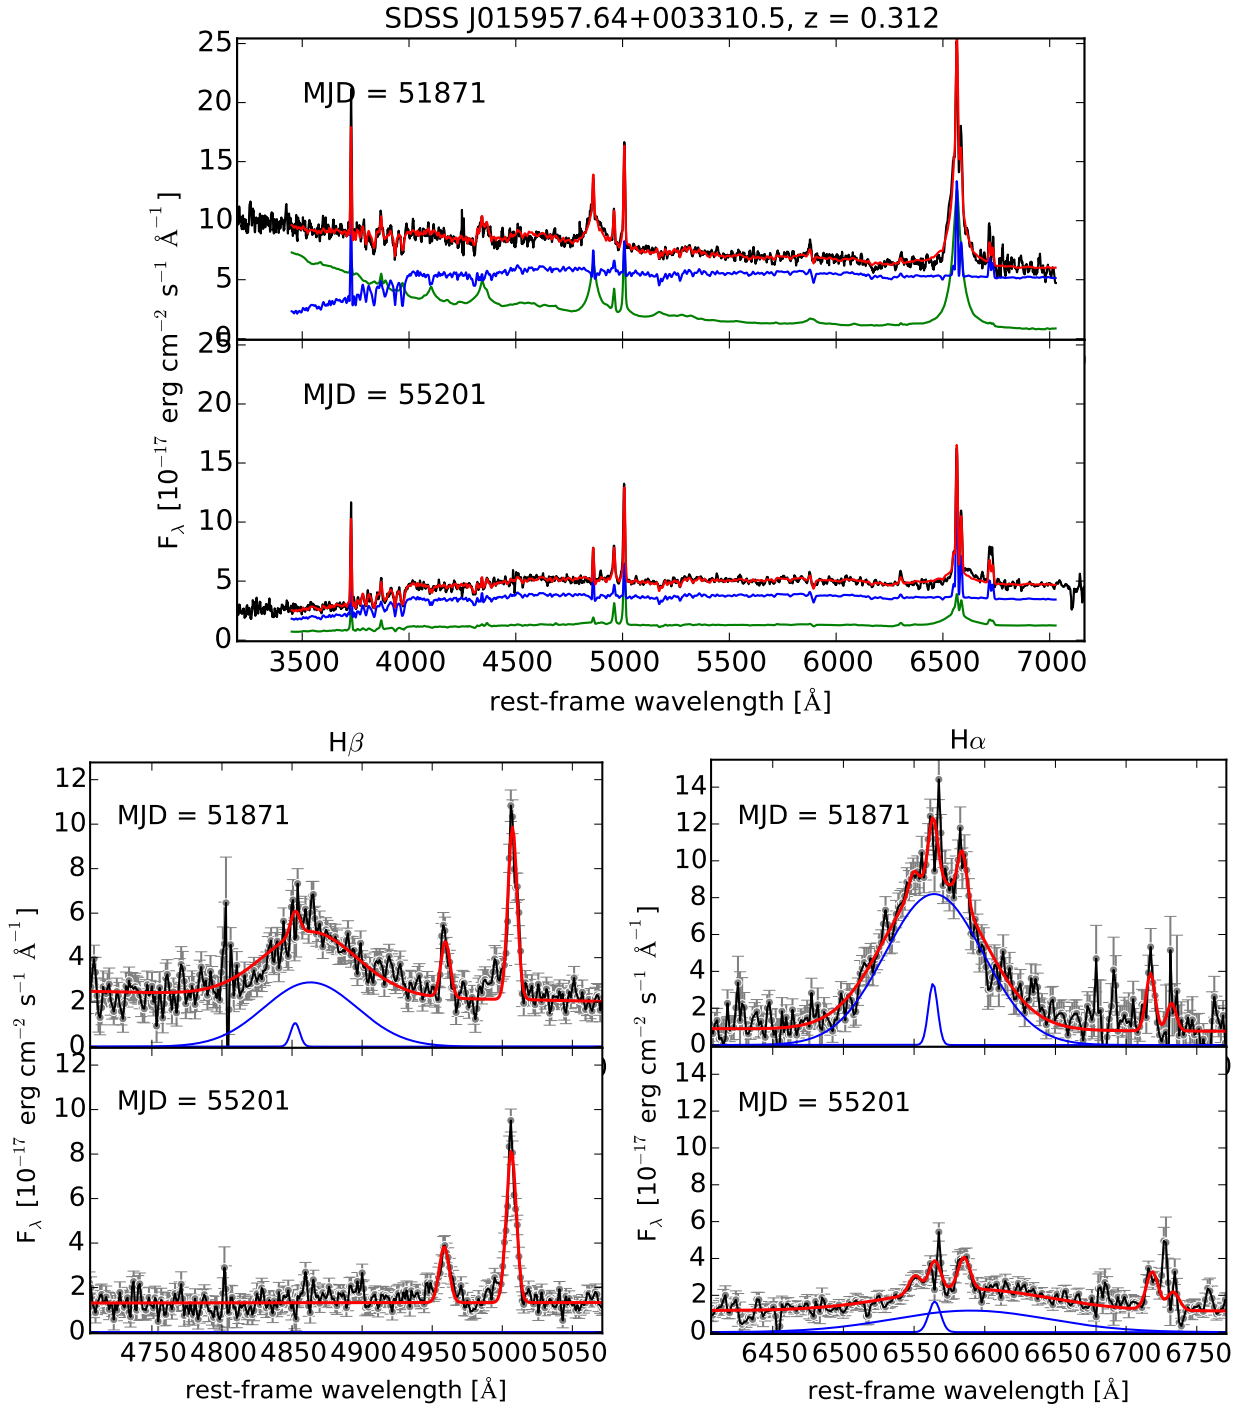 SDSS J015957.64+003310.5, z = 0.312
25
MJD = 51871
20
15
10
5
0
25
MJD = 55201
20
15
10
5
0
F_λ [10^−17 erg cm^−2 s^−1 Å^−1]
3500 4000 4500 5000 5500 6000 6500 7000
rest-frame wavelength [Å]
Hβ
12
MJD = 51871
10
8
6
4
2
0
12
MJD = 55201
10
8
6
4
2
0
F_λ [10^−17 erg cm^−2 s^−1 Å^−1]
4750 4800 4850 4900 4950 5000 5050
rest-frame wavelength [Å]
Hα
14
MJD = 51871
12
10
8
6
4
2
0
14
MJD = 55201
12
10
8
6
4
2
0
F_λ [10^−17 erg cm^−2 s^−1 Å^−1]
6450 6500 6550 6600 6650 6700 6750
rest-frame wavelength [Å]